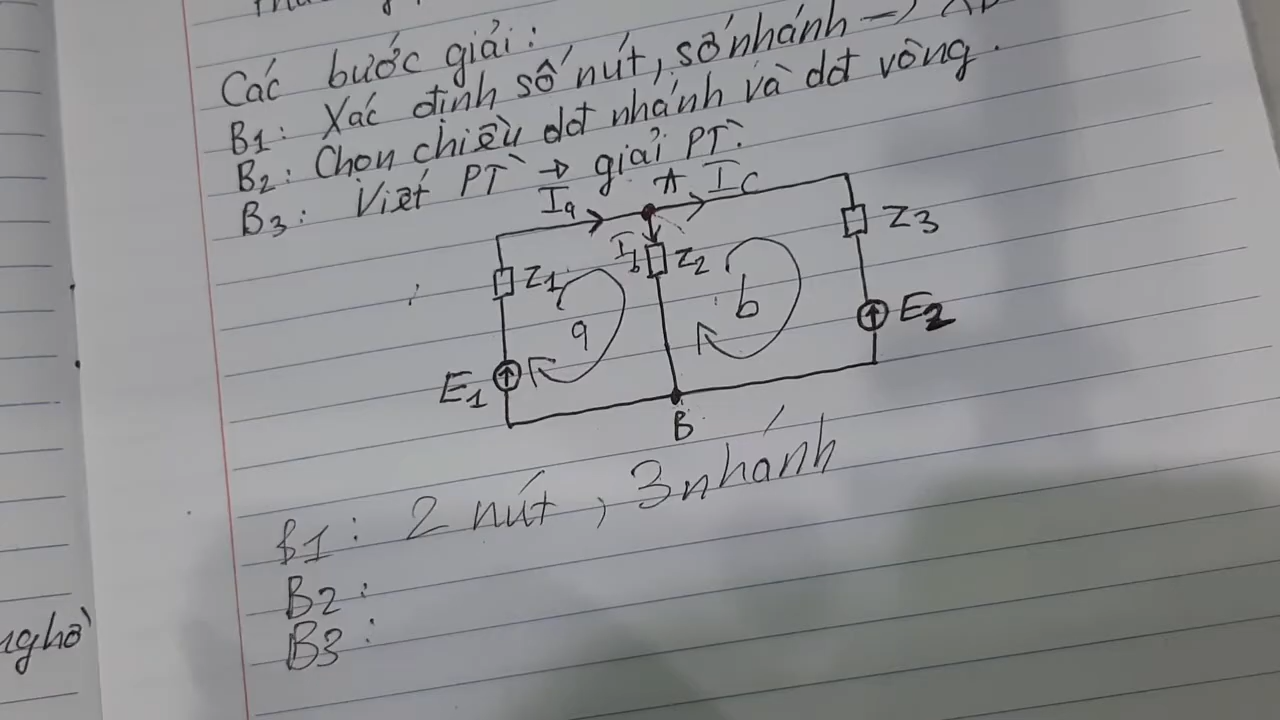 Các bước giải:
B1: Xác định số nút, số nhánh →
B2: Chọn chiều dđ nhánh và dđ vòng.
B3: Viết PT → giải PT.
Ia A Ic
Z1 Ib Z2 Z3
a b
E1 E2
B
B1: 2 nút, 3 nhánh
B2:
B3:
nghờ